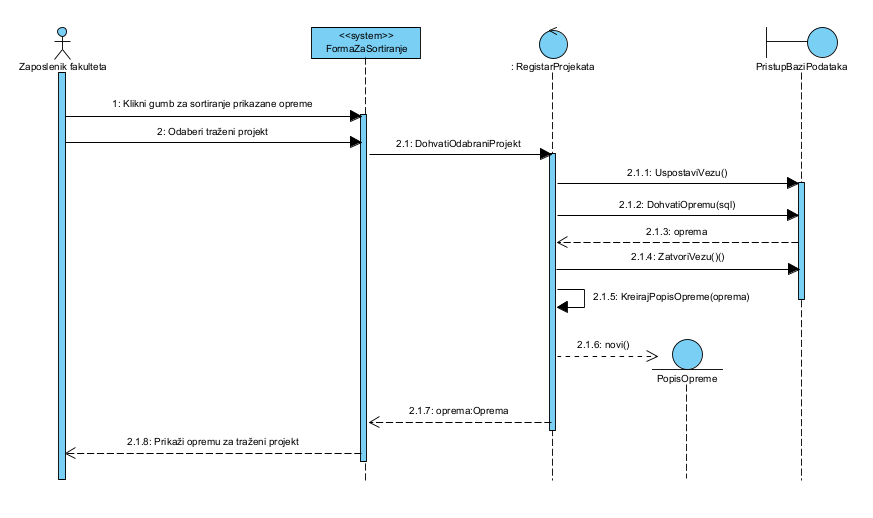 <<system>>
FormaZaSortiranje
Zaposlenik fakulteta
: RegistarProjekata
PristupBaziPodataka
1: Klikni gumb za sortiranje prikazane opreme
2: Odaberi traženi projekt
2.1: DohvatiOdabraniProjekt
2.1.1: UspostaviVezu()
2.1.2: DohvatiOpremu(sql)
2.1.3: oprema
2.1.4: ZatvoriVezu()()
2.1.5: KreirajPopisOpreme(oprema)
2.1.6: novi()
PopisOpreme
2.1.7: oprema:Oprema
2.1.8: Prikaži opremu za traženi projekt